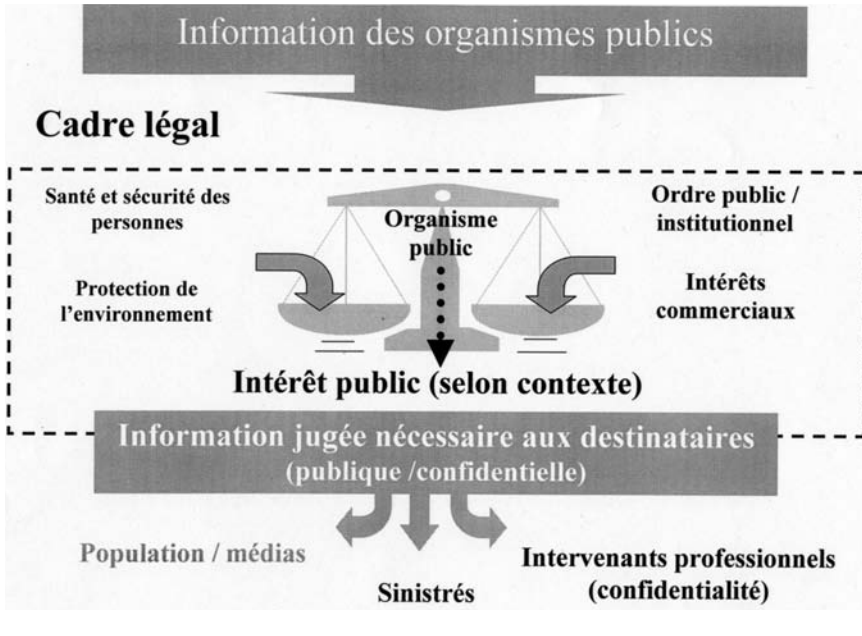 Information des organismes publics
Cadre légal
Santé et sécurité des
personnes
Organisme
public
Ordre public /
institutionnel
Protection de
l'environnement
Intérêts
commerciaux
Intérêt public (selon contexte)
Information jugée nécessaire aux destinataires
(publique /confidentielle)
Population / médias
Sinistrés
Intervenants professionnels
(confidentialité)